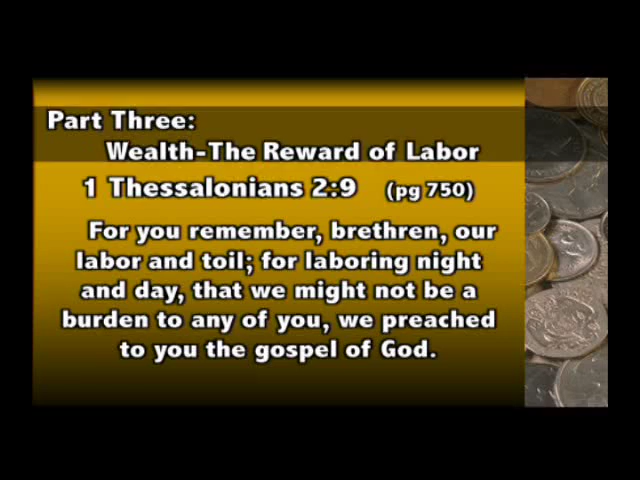 Part Three:
Wealth-The Reward of Labor
1 Thessalonians 2:9 (pg 750)
For you remember, brethren, our
labor and toil; for laboring night
and day, that we might not be a
burden to any of you, we preached
to you the gospel of God.